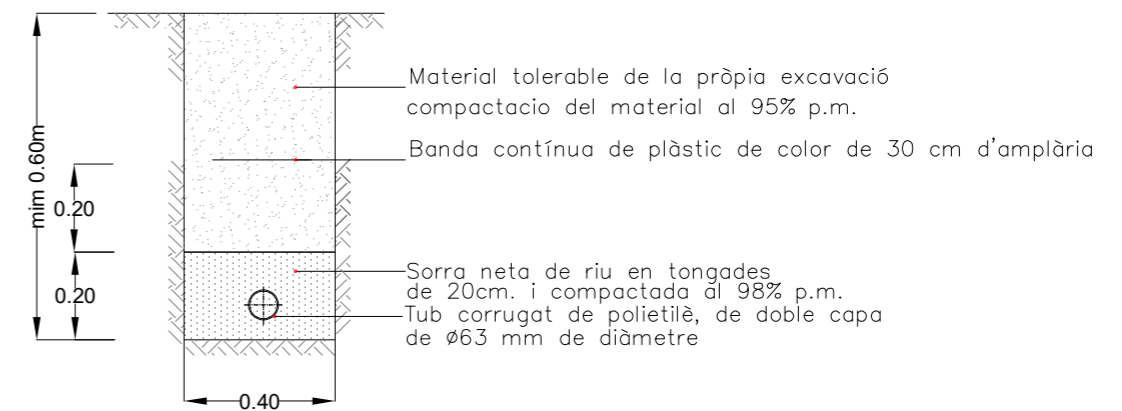 Material tolerable de la pròpia excavació
compactacio del material al 95% p.m.
Banda contínua de plàstic de color de 30 cm d'amplària
mim 0.60m
0.20
0.20
Sorra neta de riu en tongades
de 20cm. i compactada al 98% p.m.
Tub corrugat de polietilè, de doble capa
de ø63 mm de diàmetre
0.40